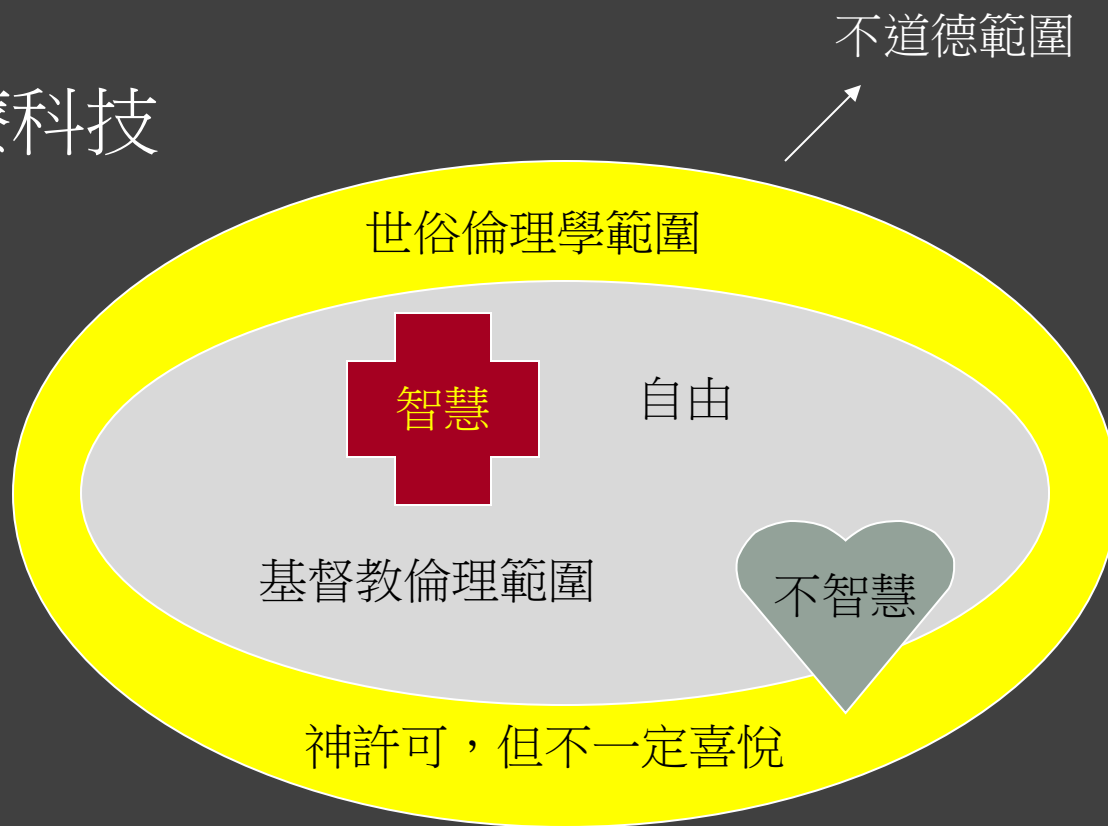 不道德範圍
科技
世俗倫理學範圍
智慧
自由
基督教倫理範圍
不智慧
神許可，但不一定喜悅